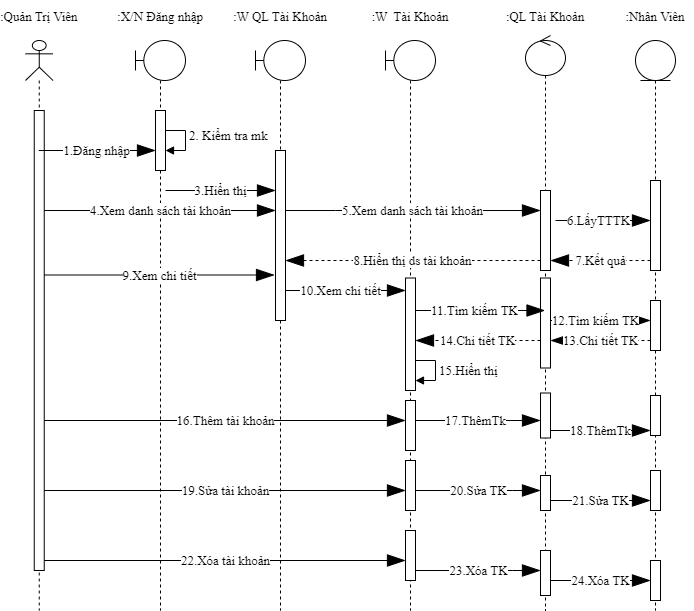 :Quản Trị Viên :X/N Đăng nhập :W QL Tài Khoản :W Tài Khoản :QL Tài Khoản :Nhân Viên
2. Kiểm tra mk
1.Đăng nhập
3.Hiển thị
4.Xem danh sách tài khoản
5.Xem danh sách tài khoản
6.LấyTTTK
8.Hiển thị ds tài khoản
7.Kết quả
9.Xem chi tiết
10.Xem chi tiết
11.Tìm kiếm TK
12.Tìm kiếm TK
14.Chi tiết TK
13.Chi tiết TK
15.Hiển thị
16.Thêm tài khoản
17.ThêmTk
18.ThêmTk
19.Sửa tài khoản
20.Sửa TK
21.Sửa TK
22.Xóa tài khoản
23.Xóa TK
24.Xóa TK